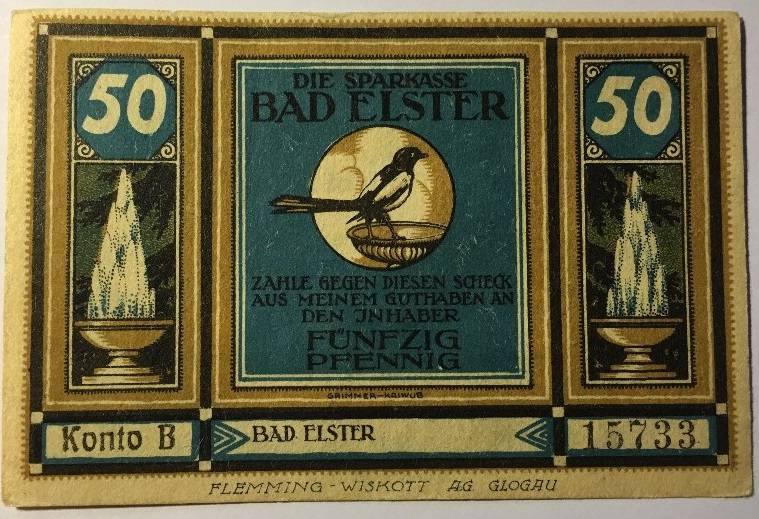 50
50
DIE SPARKASSE
BAD ELSTER
ZAHLE GEGEN DIESEN SCHECK
AUS MEINEM GUTHABEN AN
DEN INHABER
FÜNFZIG
PFENNIG
GRIMMER-KRIWUB
Konto B
BAD ELSTER
15733
FLEMMING-WISKOTT AG. GLOGAU